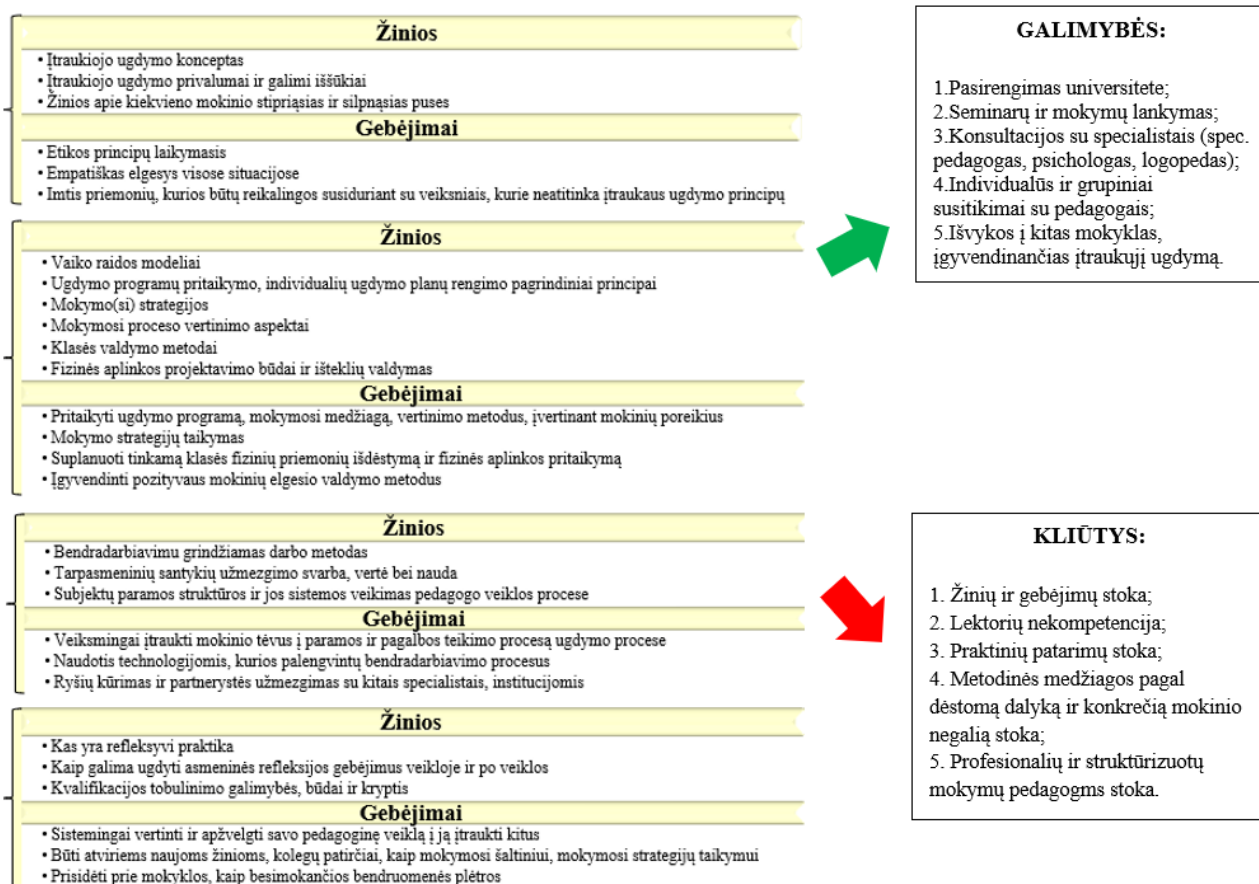 Žinios
• Įtraukiojo ugdymo konceptas
• Įtraukiojo ugdymo privalumai ir galimi iššūkiai
• Žinios apie kiekvieno mokinio stipriąsias ir silpnąsias puses
Gebėjimai
• Etikos principų laikymasis
• Empatiškas elgesys visose situacijose
• Imtis priemonių, kurios būtų reikalingos susiduriant su veiksniais, kurie neatitinka įtraukaus ugdymo principų
Žinios
• Vaiko raidos modeliai
• Ugdymo programų pritaikymo, individualių ugdymo planų rengimo pagrindiniai principai
• Mokymo(si) strategijos
• Mokymosi proceso vertinimo aspektai
• Klasės valdymo metodai
• Fizinės aplinkos projektavimo būdai ir išteklių valdymas
Gebėjimai
• Pritaikyti ugdymo programą, mokymosi medžiagą, vertinimo metodus, įvertinant mokinių poreikius
• Mokymo strategijų taikymas
• Suplanuoti tinkamą klasės fizinių priemonių išdėstymą ir fizinės aplinkos pritaikymą
• Įgyvendinti pozityvaus mokinių elgesio valdymo metodus
Žinios
• Bendradarbiavimu grindžiamas darbo metodas
• Tarpasmeninių santykių užmezgimo svarba, vertė bei nauda
• Subjektų paramos struktūros ir jos sistemos veikimas pedagogo veiklos procese
Gebėjimai
• Veiksmingai įtraukti mokinio tėvus į paramos ir pagalbos teikimo procesą ugdymo procese
• Naudotis technologijomis, kurios palengvintų bendradarbiavimo procesus
• Ryšių kūrimas ir partnerystės užmezgimas su kitais specialistais, institucijomis
Žinios
• Kas yra refleksyvi praktika
• Kaip galima ugdyti asmeninės refleksijos gebėjimus veikloje ir po veiklos
• Kvalifikacijos tobulinimo galimybės, būdai ir kryptis
Gebėjimai
• Sistemingai vertinti ir apžvelgti savo pedagoginę veiklą į ją įtraukti kitus
• Būti atviriems naujoms žinioms, kolegų patirčiai, kaip mokymosi šaltiniui, mokymosi strategijų taikymui
• Prisidėti prie mokyklos, kaip besimokančios bendruomenės plėtros
GALIMYBĖS:
1.Pasirengimas universitete;
2.Seminarų ir mokymų lankymas;
3.Konsultacijos su specialistais (spec.
pedagogas, psichologas, logopedas);
4.Individualūs ir grupiniai
susitikimai su pedagogais;
5.Išvykos į kitas mokyklas,
įgyvendinančias įtraukųjį ugdymą.
KLIŪTYS:
1. Žinių ir gebėjimų stoka;
2. Lektorių nekompetencija;
3. Praktinių patarimų stoka;
4. Metodinės medžiagos pagal
dėstomą dalyką ir konkrečią mokinio
negalią stoka;
5. Profesionalių ir struktūrizuotų
mokymų pedagogms stoka.